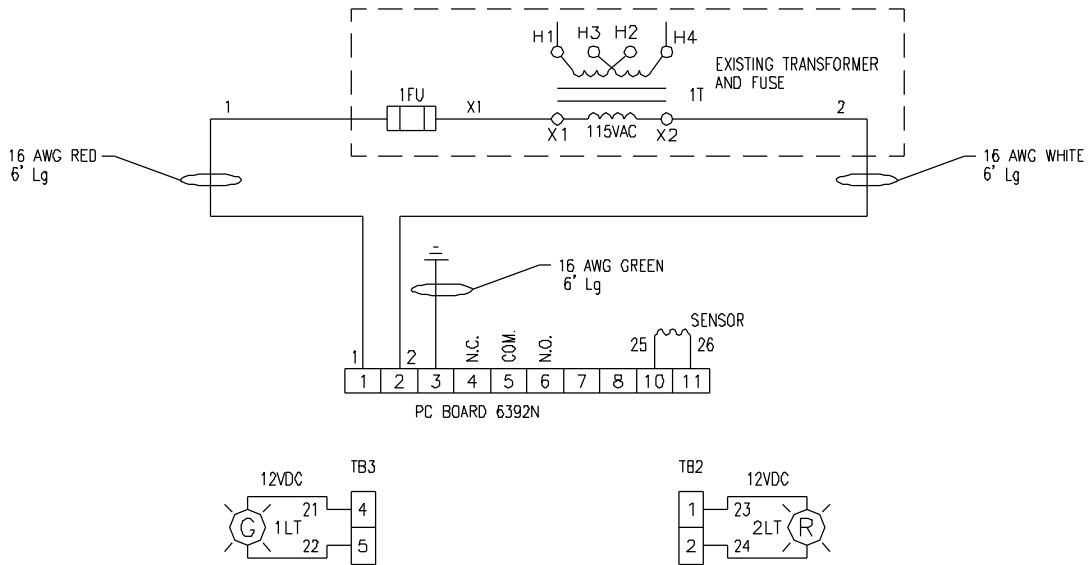 H1 H3 H2 H4
EXISTING TRANSFORMER
AND FUSE
1FU
1T
1
X1
2
X1
115VAC
X2
16 AWG RED
6' Lg
16 AWG WHITE
6' Lg
16 AWG GREEN
6' Lg
SENSOR
25
26
1
2
N.C.
COM.
N.O.
1 2 3 4 5 6 7 8 10 11
PC BOARD 6392N
TB3
12VDC
21
4
G
1LT
22
5
TB2
12VDC
1
23
2LT
R
2
24